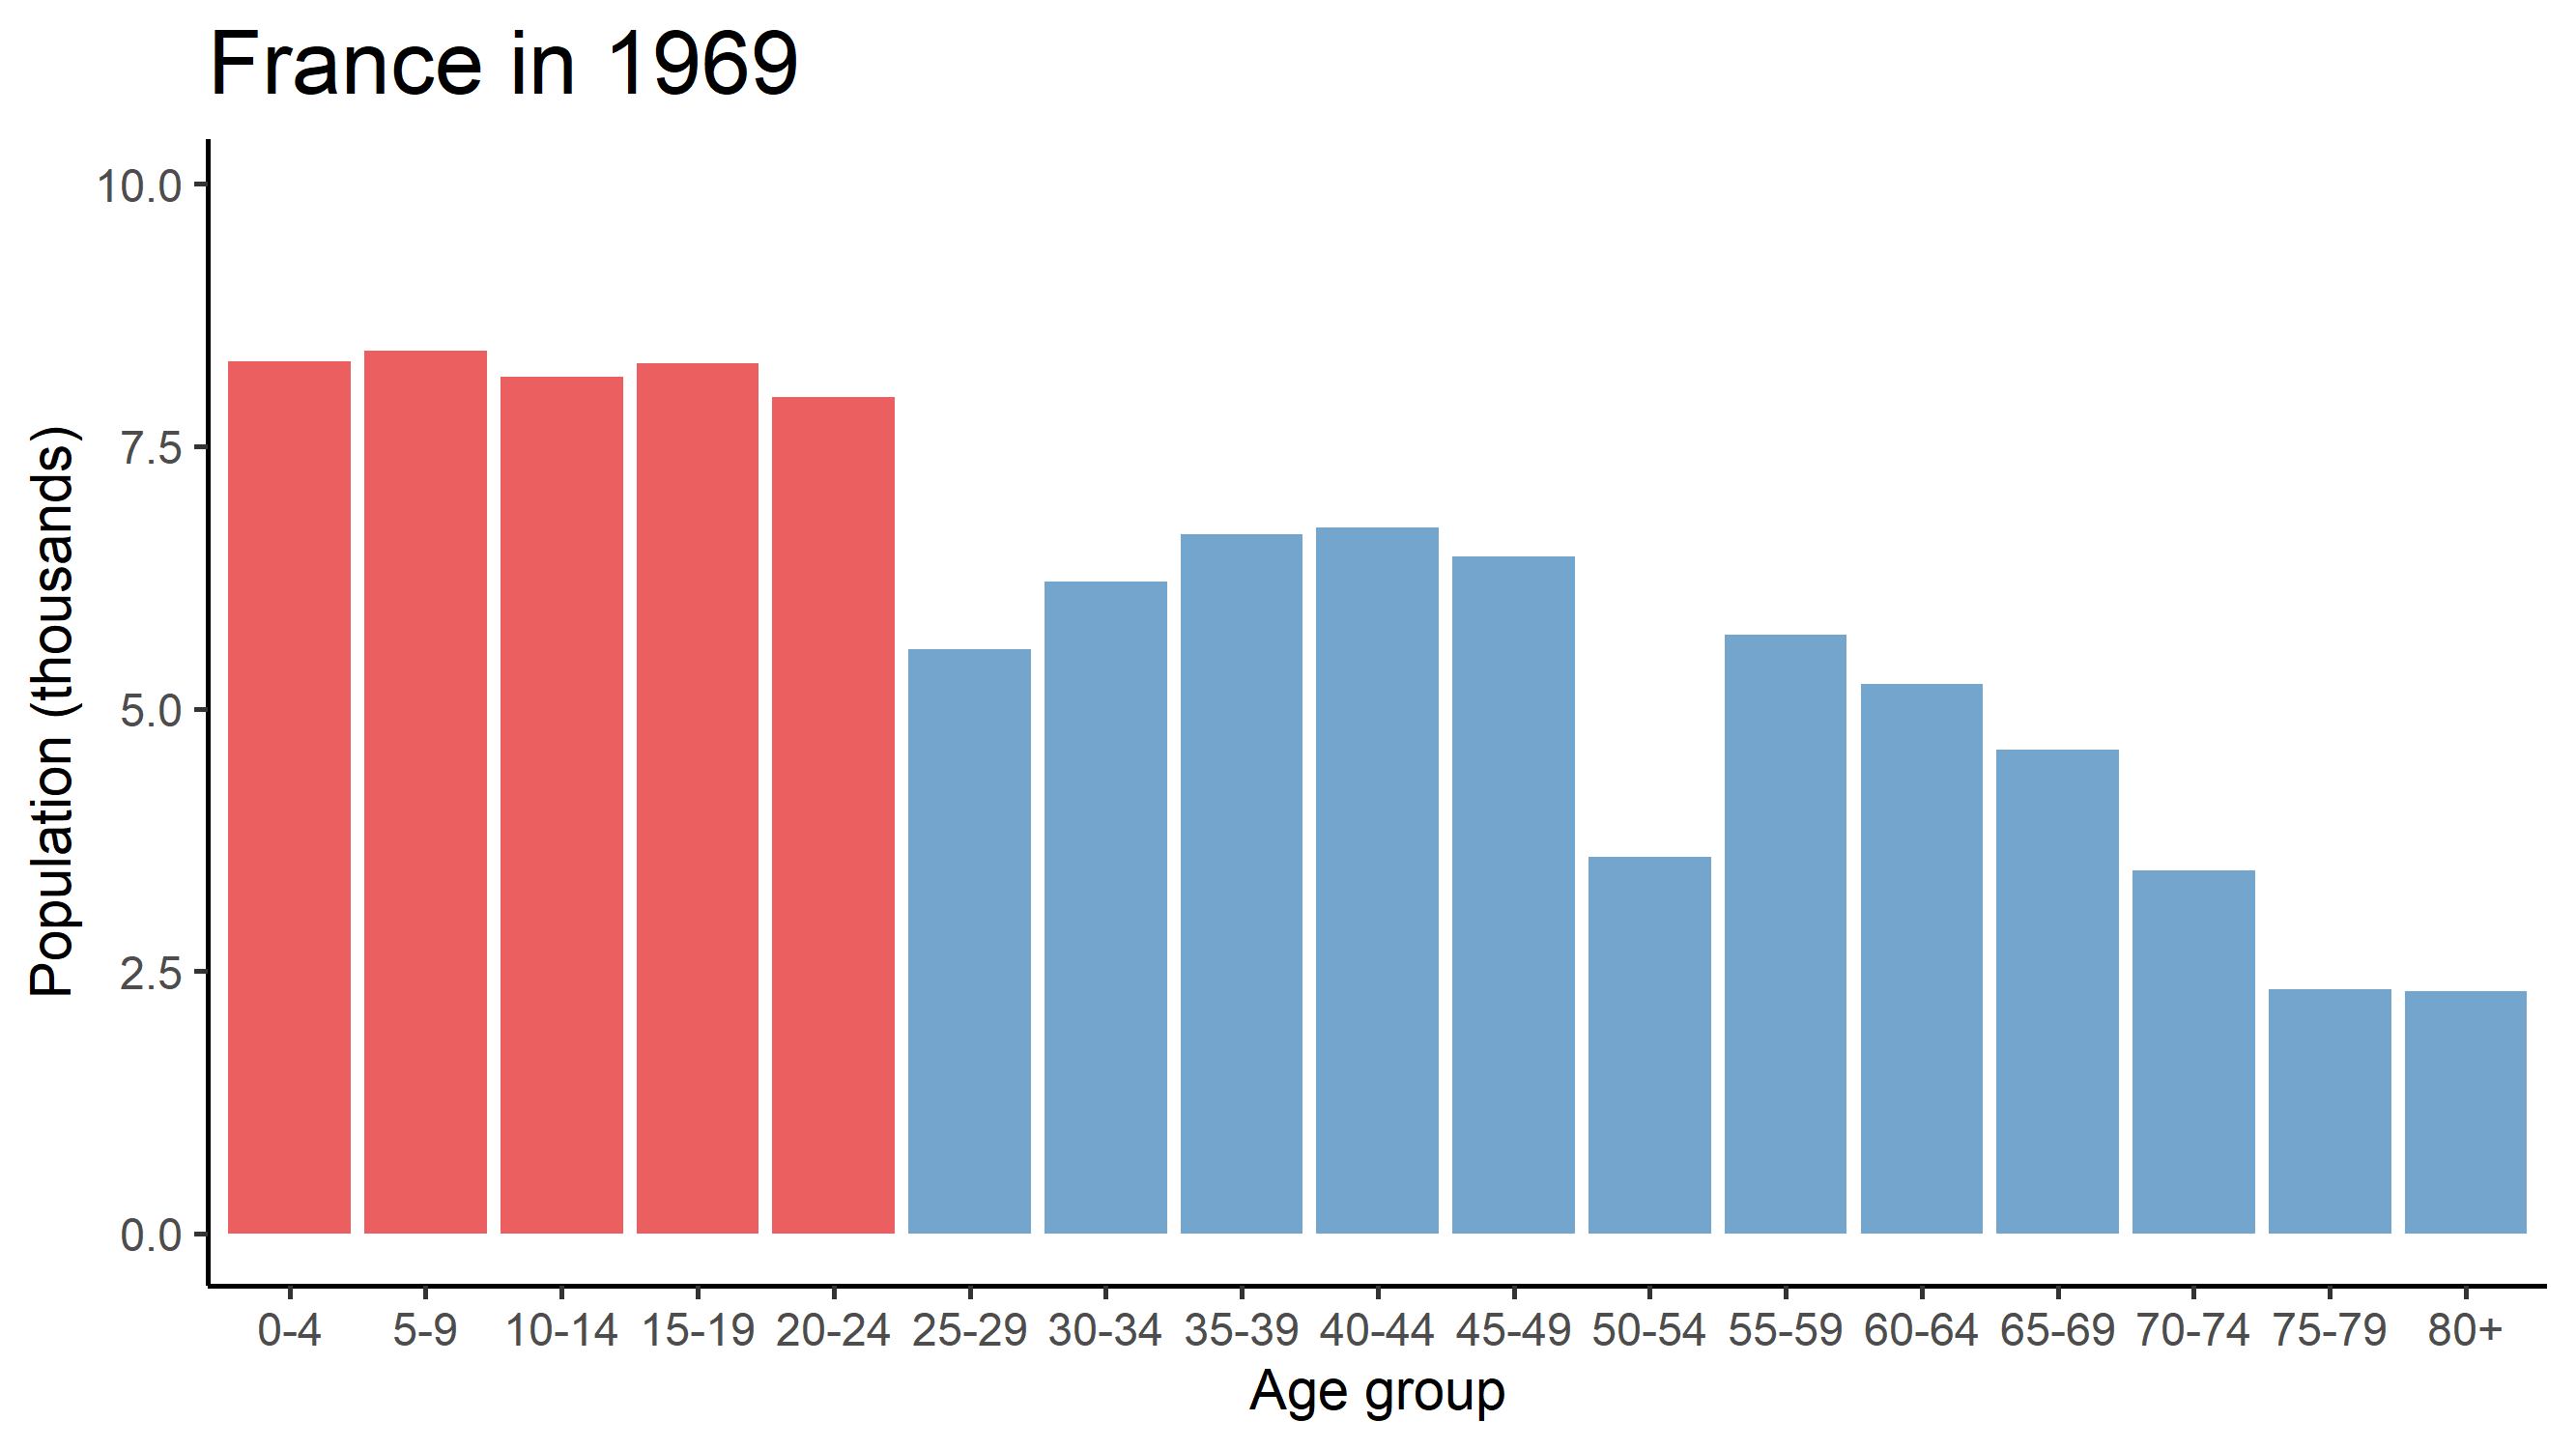 France in 1969
Population (thousands)
10.0
7.5
5.0
2.5
0.0
0-4 5-9 10-14 15-19 20-24 25-29 30-34 35-39 40-44 45-49 50-54 55-59 60-64 65-69 70-74 75-79 80+
Age group